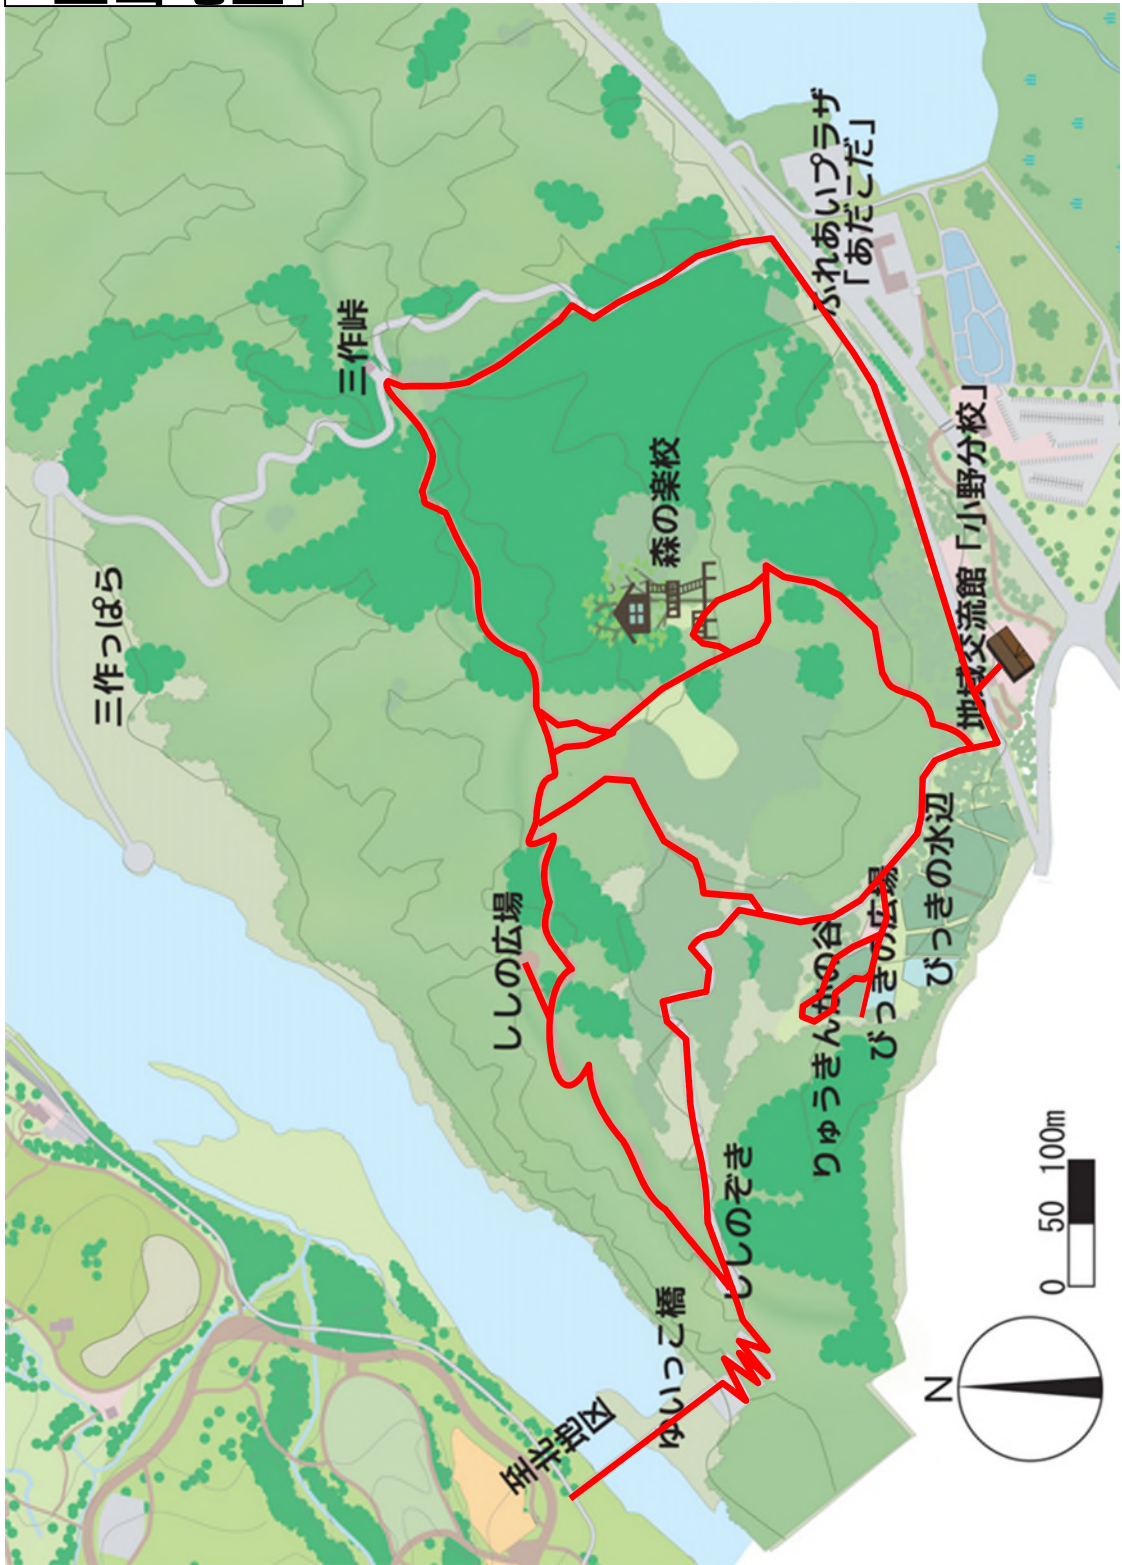 三作っぱら
三作峠
ししの広場
森の楽校
ふれあいプラザ
「あだこだ」
地域交流館「小野分校」
至北地区
ゆいっこ橋
ししのぞき
りゅうきんかの谷
びっきの広場
びっきの水辺
N
0 50 100m